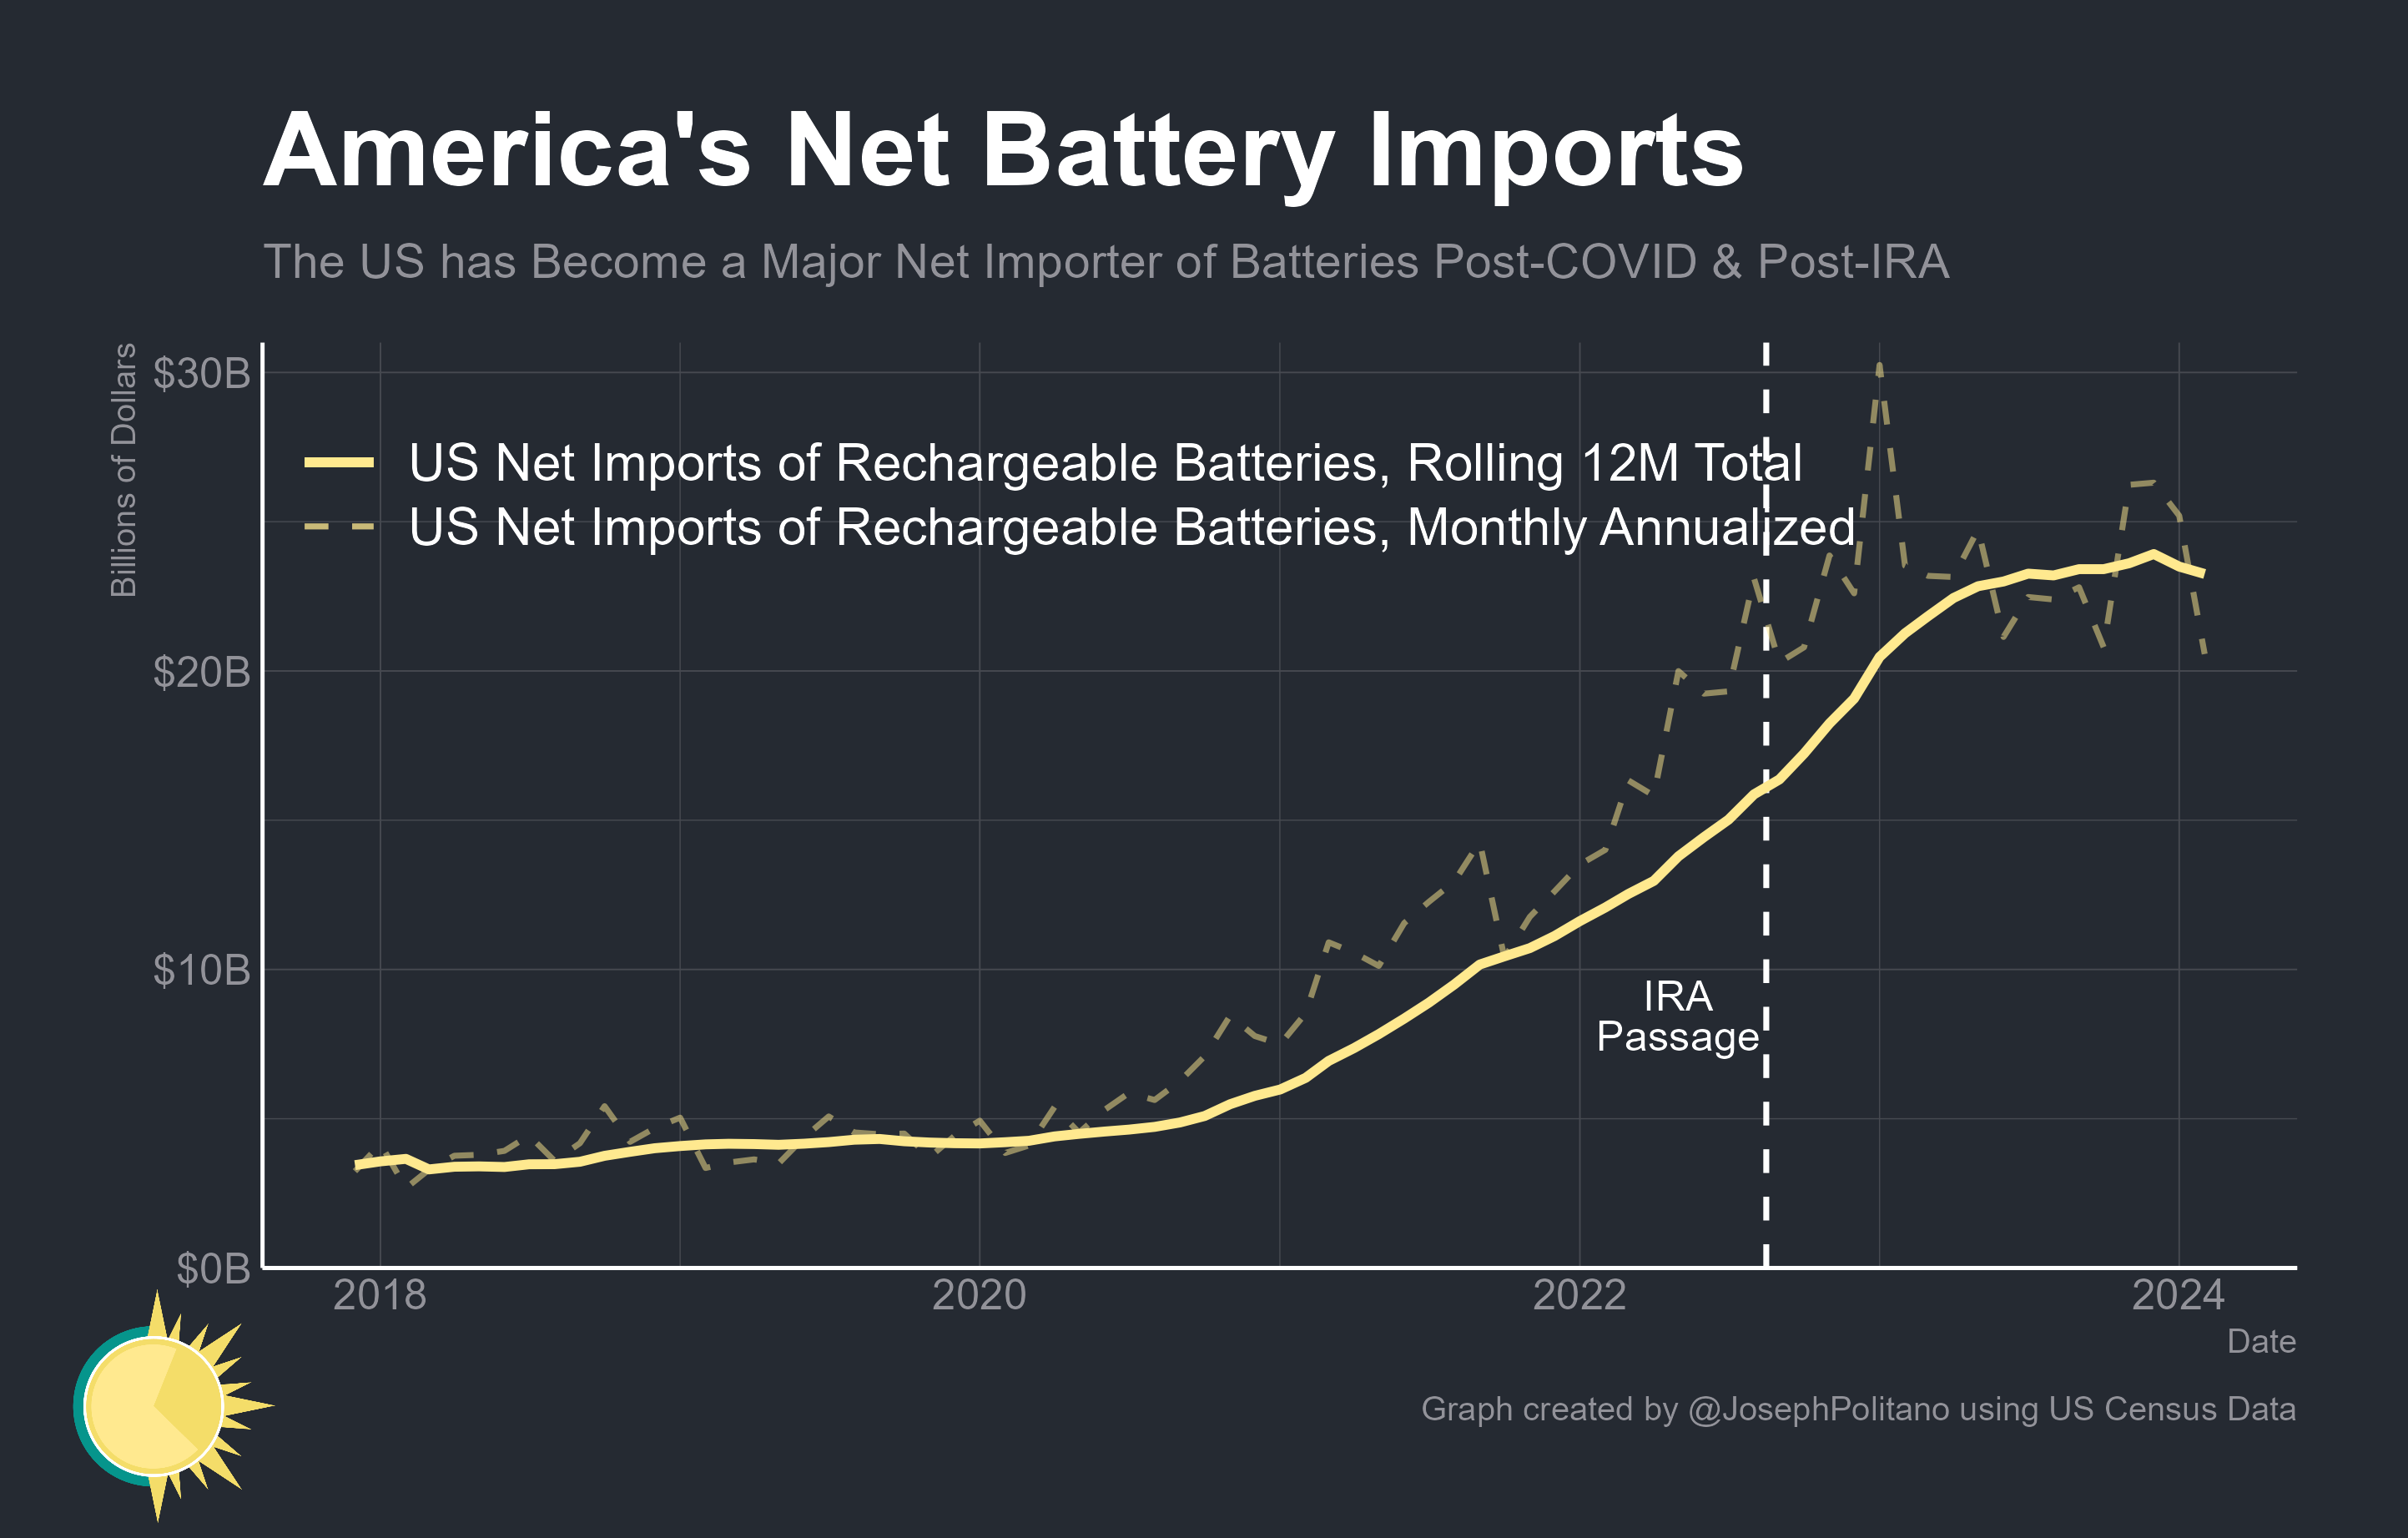 America's Net Battery Imports
The US has Become a Major Net Importer of Batteries Post-COVID & Post-IRA
Billions of Dollars
$30B
$20B
$10B
$0B
US Net Imports of Rechargeable Batteries, Rolling 12M Total
US Net Imports of Rechargeable Batteries, Monthly Annualized
IRA
Passage
2018
2020
2022
2024
Date
Graph created by @JosephPolitano using US Census Data